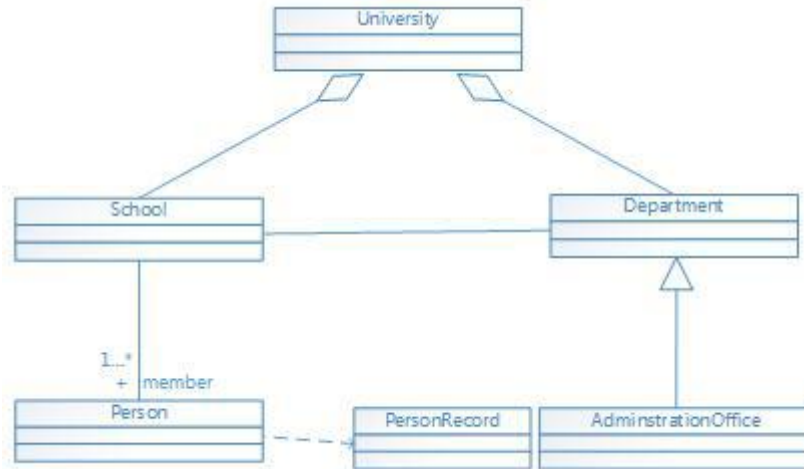 University
School
Department
1...*
+ member
Person
PersonRecord
AdminstrationOffice